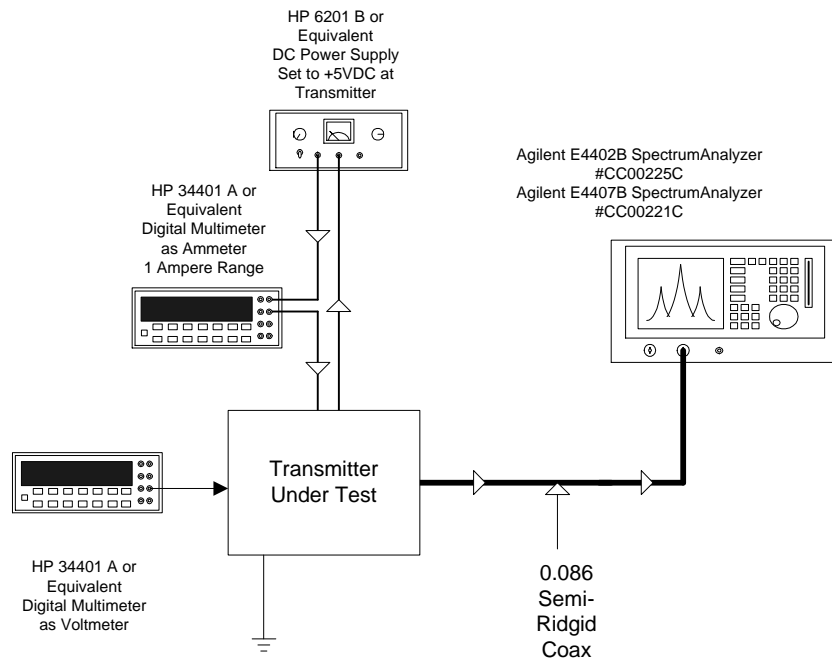 HP 6201 B or
Equivalent
DC Power Supply
Set to +5VDC at
Transmitter
Agilent E4402B SpectrumAnalyzer
#CC00225C
Agilent E4407B SpectrumAnalyzer
#CC00221C
HP 34401 A or
Equivalent
Digital Multimeter
as Ammeter
1 Ampere Range
Transmitter
Under Test
HP 34401 A or
Equivalent
Digital Multimeter
as Voltmeter
0.086
Semi-
Ridgid
Coax